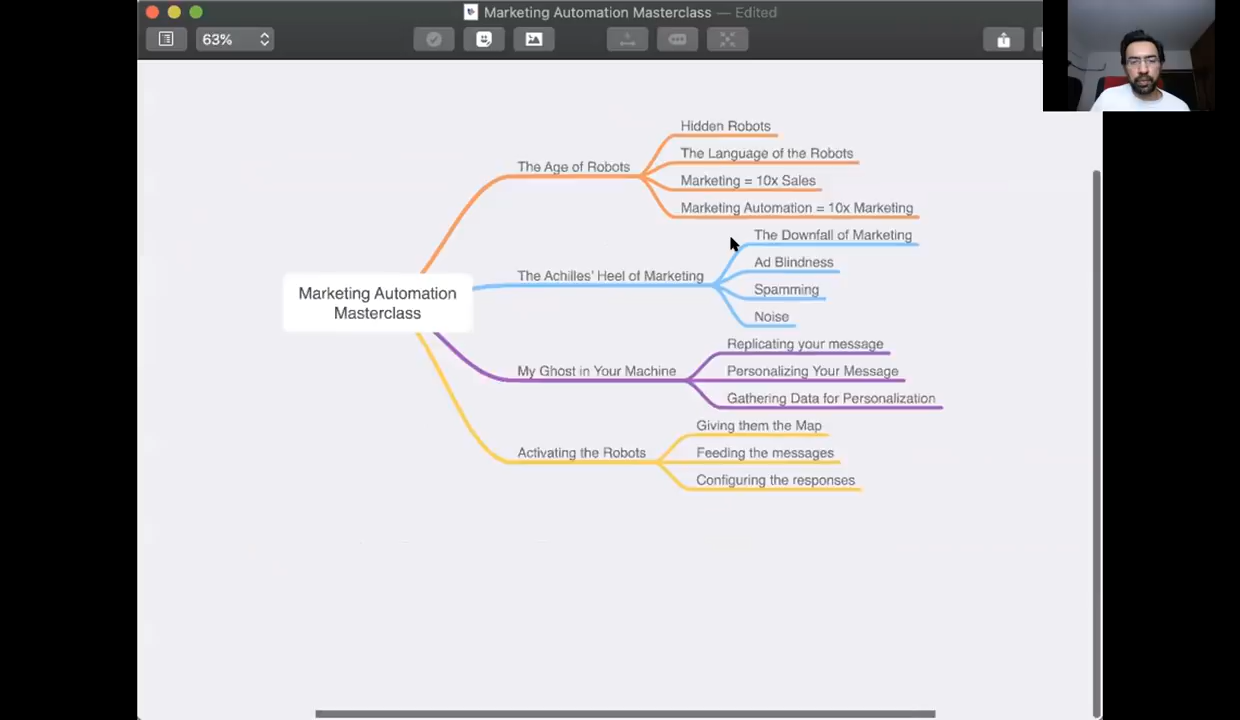 Marketing Automation Masterclass — Edited
63%
Hidden Robots
The Language of the Robots
The Age of Robots
Marketing = 10x Sales
Marketing Automation = 10x Marketing
The Downfall of Marketing
Ad Blindness
The Achilles' Heel of Marketing
Spamming
Noise
Marketing Automation
Masterclass
Replicating your message
My Ghost in Your Machine
Personalizing Your Message
Gathering Data for Personalization
Giving them the Map
Activating the Robots
Feeding the messages
Configuring the responses